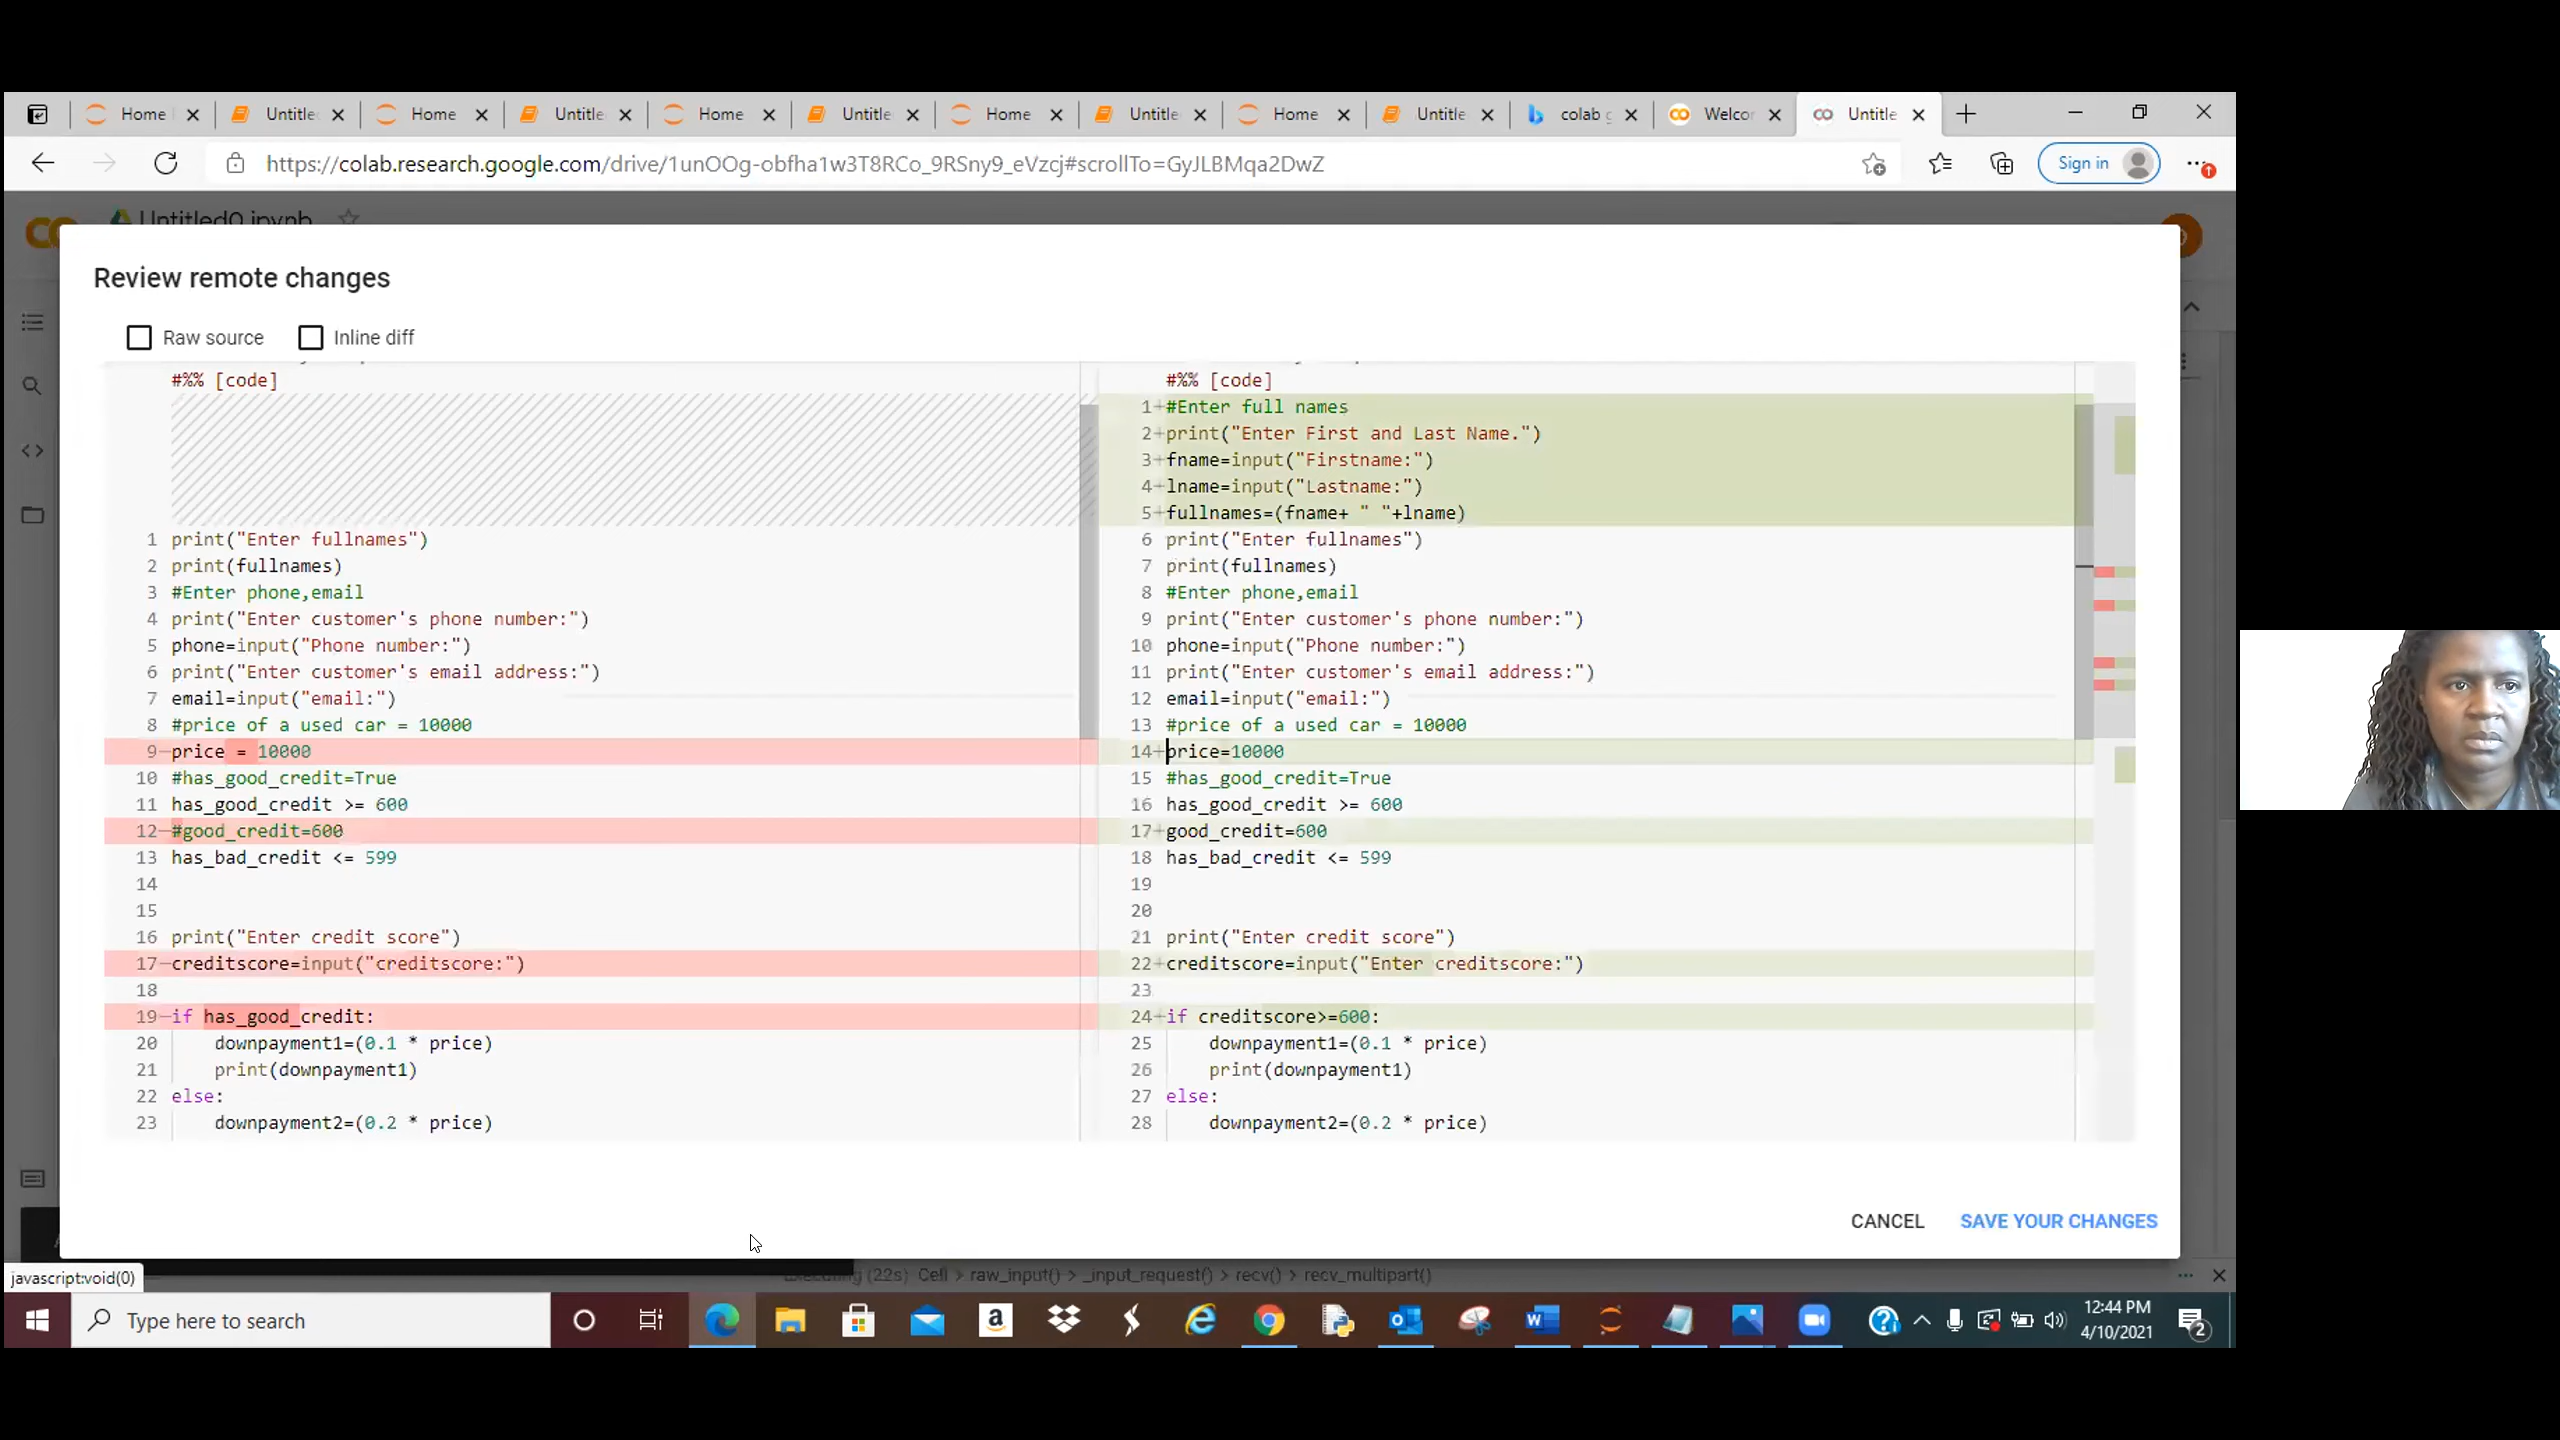 Home
Untitle
Home
Untitle
Home
Untitle
Home
Untitle
Home
Untitle
colab g
Welcor
Untitle
https://colab.research.google.com/drive/1unOOg-obfha1w3T8RCo_9RSny9_eVzcj#scrollTo=GyJLBMqa2DwZ
Sign in
Untitled0.ipynb
Review remote changes
Raw source
Inline diff
#%% [code]
1 print("Enter fullnames")
2 print(fullnames)
3 #Enter phone,email
4 print("Enter customer's phone number:")
5 phone=input("Phone number:")
6 print("Enter customer's email address:")
7 email=input("email:")
8 #price of a used car = 10000
9-price = 10000
10 #has_good_credit=True
11 has_good_credit >= 600
12-#good_credit=600
13 has_bad_credit <= 599
14
15
16 print("Enter credit score")
17-creditscore=input("creditscore:")
18
19-if has_good_credit:
20 downpayment1=(0.1 * price)
21 print(downpayment1)
22 else:
23 downpayment2=(0.2 * price)
#%% [code]
1+#Enter full names
2+print("Enter First and Last Name.")
3+fname=input("Firstname:")
4+lname=input("Lastname:")
5+fullnames=(fname+ " "+lname)
6 print("Enter fullnames")
7 print(fullnames)
8 #Enter phone,email
9 print("Enter customer's phone number:")
10 phone=input("Phone number:")
11 print("Enter customer's email address:")
12 email=input("email:")
13 #price of a used car = 10000
14+price=10000
15 #has_good_credit=True
16 has_good_credit >= 600
17+good_credit=600
18 has_bad_credit <= 599
19
20
21 print("Enter credit score")
22+creditscore=input("Enter creditscore:")
23
24+if creditscore>=600:
25 downpayment1=(0.1 * price)
26 print(downpayment1)
27 else:
28 downpayment2=(0.2 * price)
CANCEL
SAVE YOUR CHANGES
javascript:void(0)
Executing (22s) Cell > raw_input() > _input_request() > recv() > recv_multipart()
Type here to search
12:44 PM
4/10/2021
2